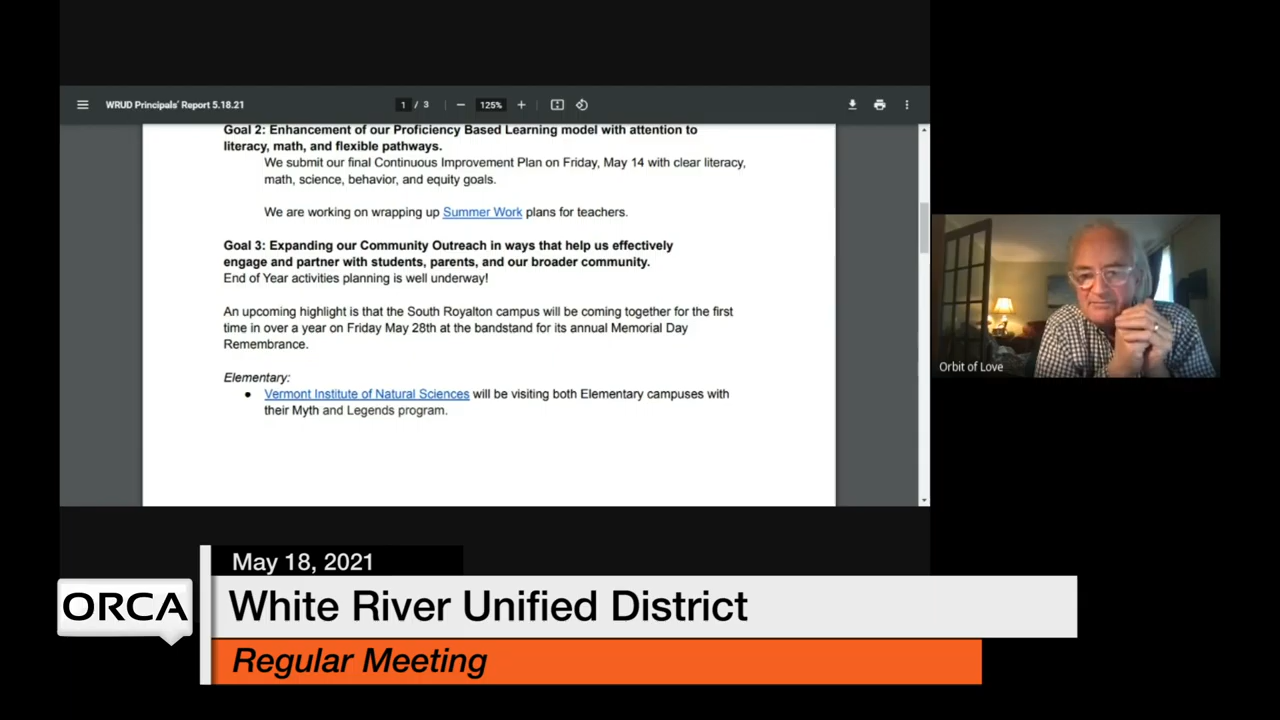 WRUD Principals' Report 5.18.21
1 / 3
125%
Goal 2: Enhancement of our Proficiency Based Learning model with attention to
literacy, math, and flexible pathways.
We submit our final Continuous Improvement Plan on Friday, May 14 with clear literacy,
math, science, behavior, and equity goals.
We are working on wrapping up Summer Work plans for teachers.
Goal 3: Expanding our Community Outreach in ways that help us effectively
engage and partner with students, parents, and our broader community.
End of Year activities planning is well underway!
An upcoming highlight is that the South Royalton campus will be coming together for the first
time in over a year on Friday May 28th at the bandstand for its annual Memorial Day
Remembrance.
Elementary:
● Vermont Institute of Natural Sciences will be visiting both Elementary campuses with
their Myth and Legends program.
Orbit of Love
May 18, 2021
ORCA
White River Unified District
Regular Meeting